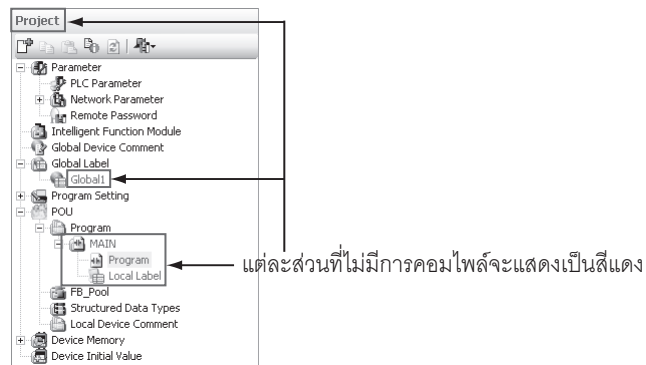 Project
Parameter
PLC Parameter
Network Parameter
Remote Password
Intelligent Function Module
Global Device Comment
Global Label
Global1
Program Setting
POU
Program
MAIN
Program
Local Label
แต่ละส่วนที่ไม่มีการคอมไพล์จะแสดงเป็นสีแดง
FB_Pool
Structured Data Types
Local Device Comment
Device Memory
Device Initial Value